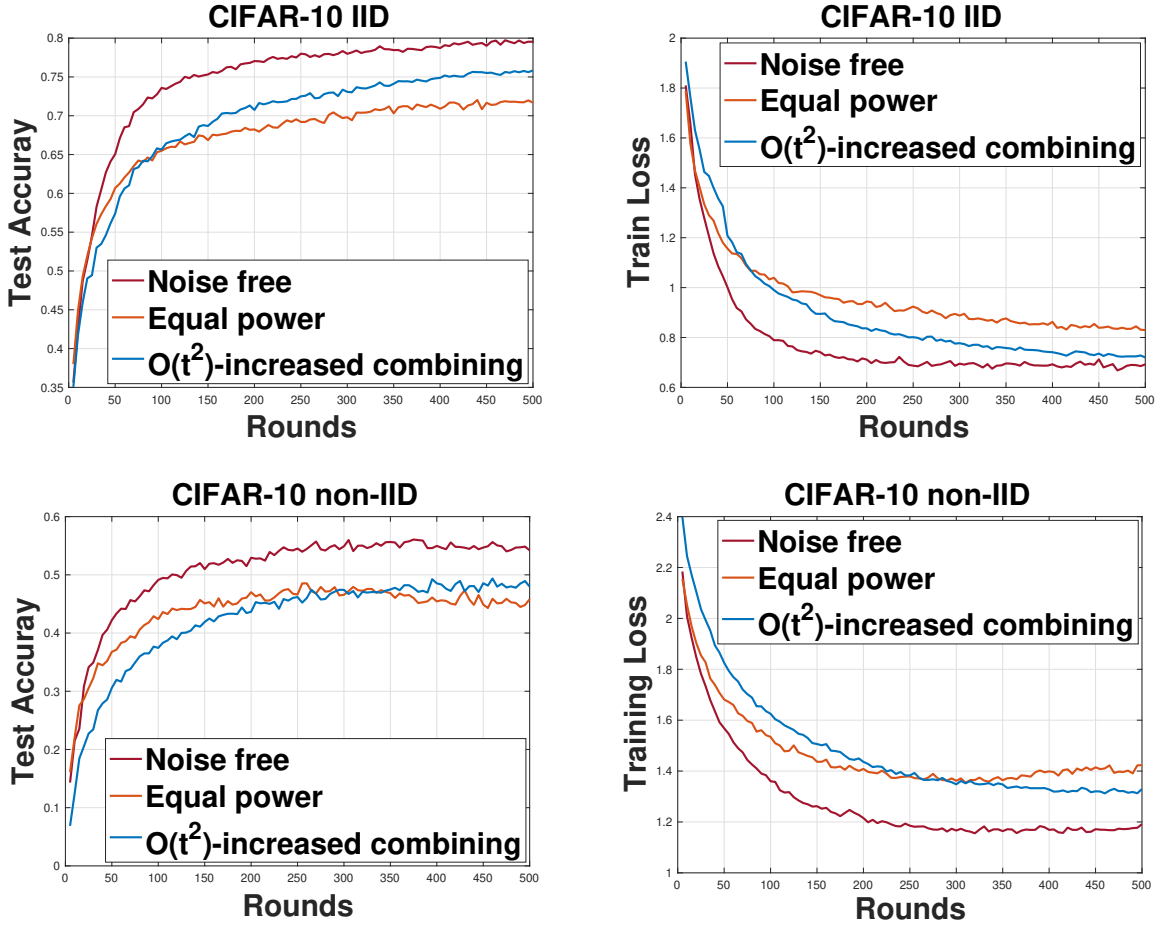 CIFAR-10 IID
Test Accuray
0.8
0.75
0.7
0.65
0.6
0.55
0.5
0.45
0.4
0.35
Noise free
Equal power
O(t²)-increased combining
0 50 100 150 200 250 300 350 400 450 500
Rounds
CIFAR-10 IID
Train Loss
2
1.8
1.6
1.4
1.2
1
0.8
0.6
Noise free
Equal power
O(t²)-increased combining
0 50 100 150 200 250 300 350 400 450 500
Rounds
CIFAR-10 non-IID
Test Accuray
0.6
0.5
0.4
0.3
0.2
0.1
0
Noise free
Equal power
O(t²)-increased combining
0 50 100 150 200 250 300 350 400 450 500
Rounds
CIFAR-10 non-IID
Training Loss
2.4
2.2
2
1.8
1.6
1.4
1.2
1
Noise free
Equal power
O(t²)-increased combining
0 50 100 150 200 250 300 350 400 450 500
Rounds